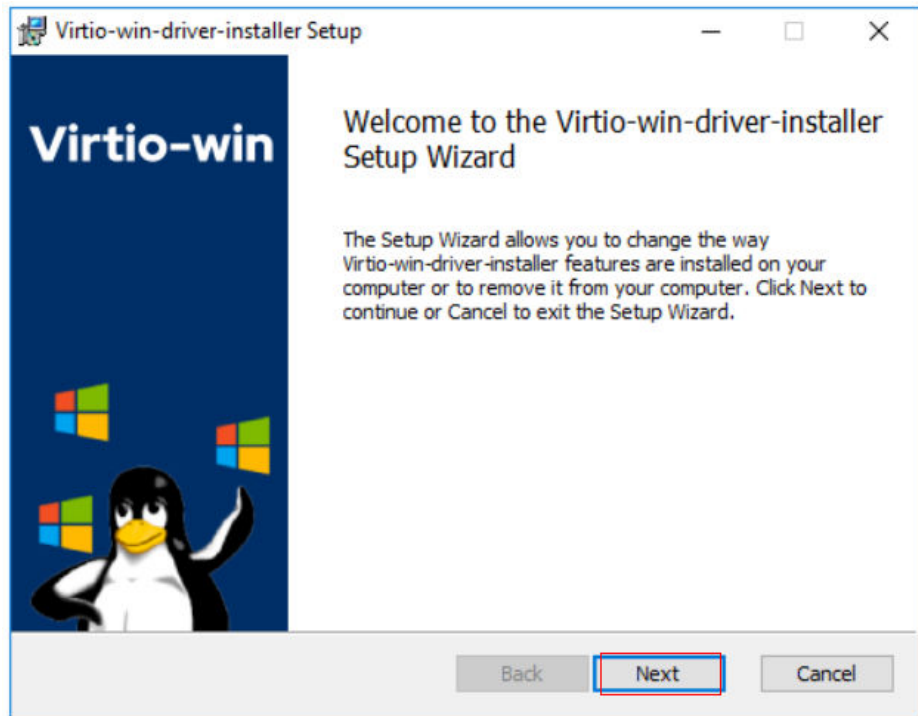 Virtio-win-driver-installer Setup
Virtio-win
Welcome to the Virtio-win-driver-installer
Setup Wizard
The Setup Wizard allows you to change the way
Virtio-win-driver-installer features are installed on your
computer or to remove it from your computer. Click Next to
continue or Cancel to exit the Setup Wizard.
Back
Next
Cancel